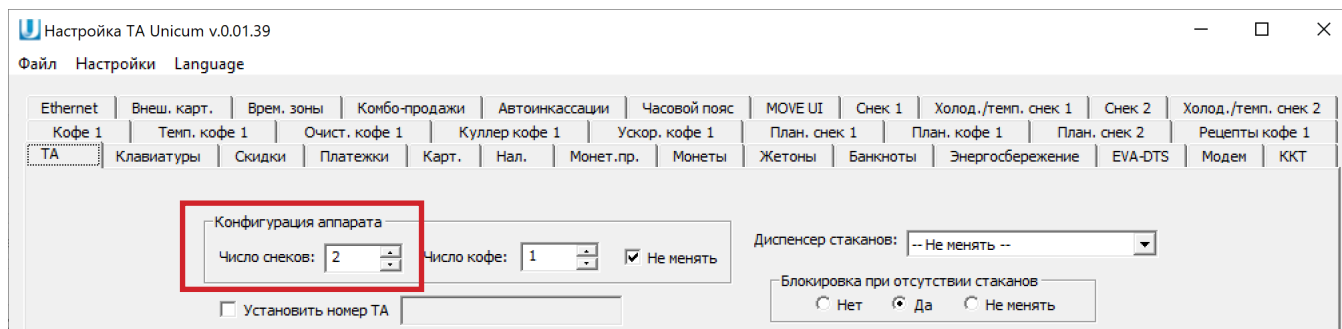 Настройка ТА Unicum v.0.01.39
Файл Настройки Language
Ethernet Внеш. карт. Врем. зоны Комбо-продажи Автоинкассации Часовой пояс MOVE UI Снек 1 Холод./темп. снек 1 Снек 2 Холод./темп. снек 2
Кофе 1 Темп. кофе 1 Очист. кофе 1 Куллер кофе 1 Ускор. кофе 1 План. снек 1 План. кофе 1 План. снек 2 Рецепты кофе 1
ТА Клавиатуры Скидки Платежки Карт. Нал. Монет.пр. Монеты Жетоны Банкноты Энергосбережение EVA-DTS Модем ККТ
Конфигурация аппарата
Число снеков: 2 Число кофе: 1 Не менять
Диспенсер стаканов: -- Не менять --
Блокировка при отсутствии стаканов
Нет Да Не менять
Установить номер ТА